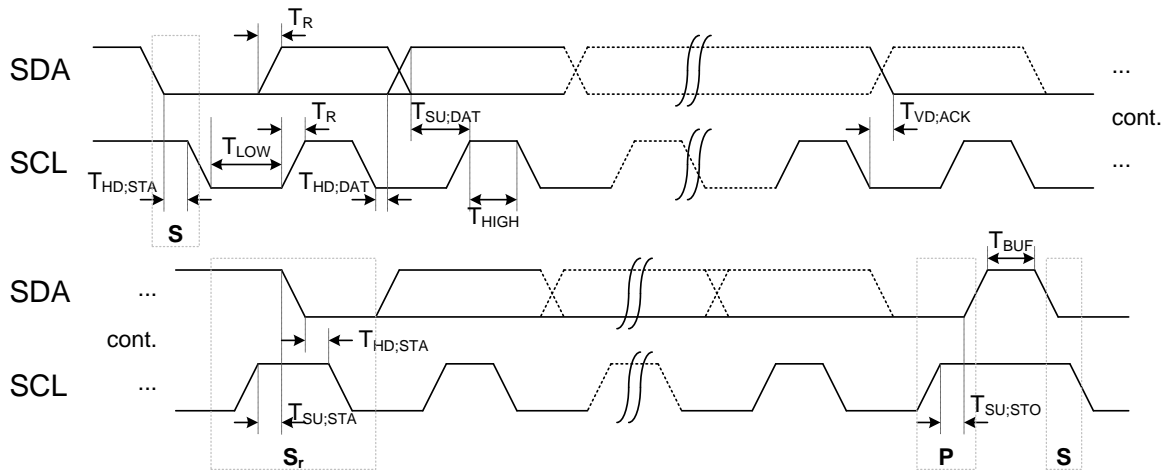 T_R
SDA
...
T_SU;DAT
T_VD;ACK
T_R
cont.
T_LOW
SCL
...
T_HD;STA
T_HD;DAT
T_HIGH
S
T_BUF
SDA
...
cont.
T_HD;STA
SCL
...
T_SU;STA
T_SU;STO
S_r
P
S